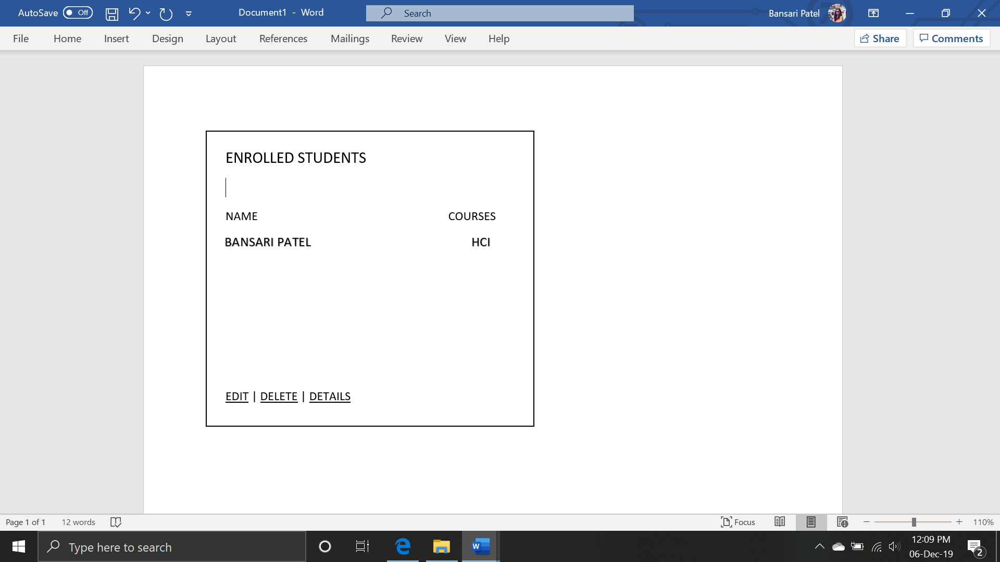 AutoSave Off Document1 - Word Search Bansari Patel
File Home Insert Design Layout References Mailings Review View Help Share Comments
ENROLLED STUDENTS
NAME COURSES
BANSARI PATEL HCI
EDIT | DELETE | DETAILS
Page 1 of 1 12 words Focus 110%
Type here to search W 12:09 PM
06-Dec-19 2